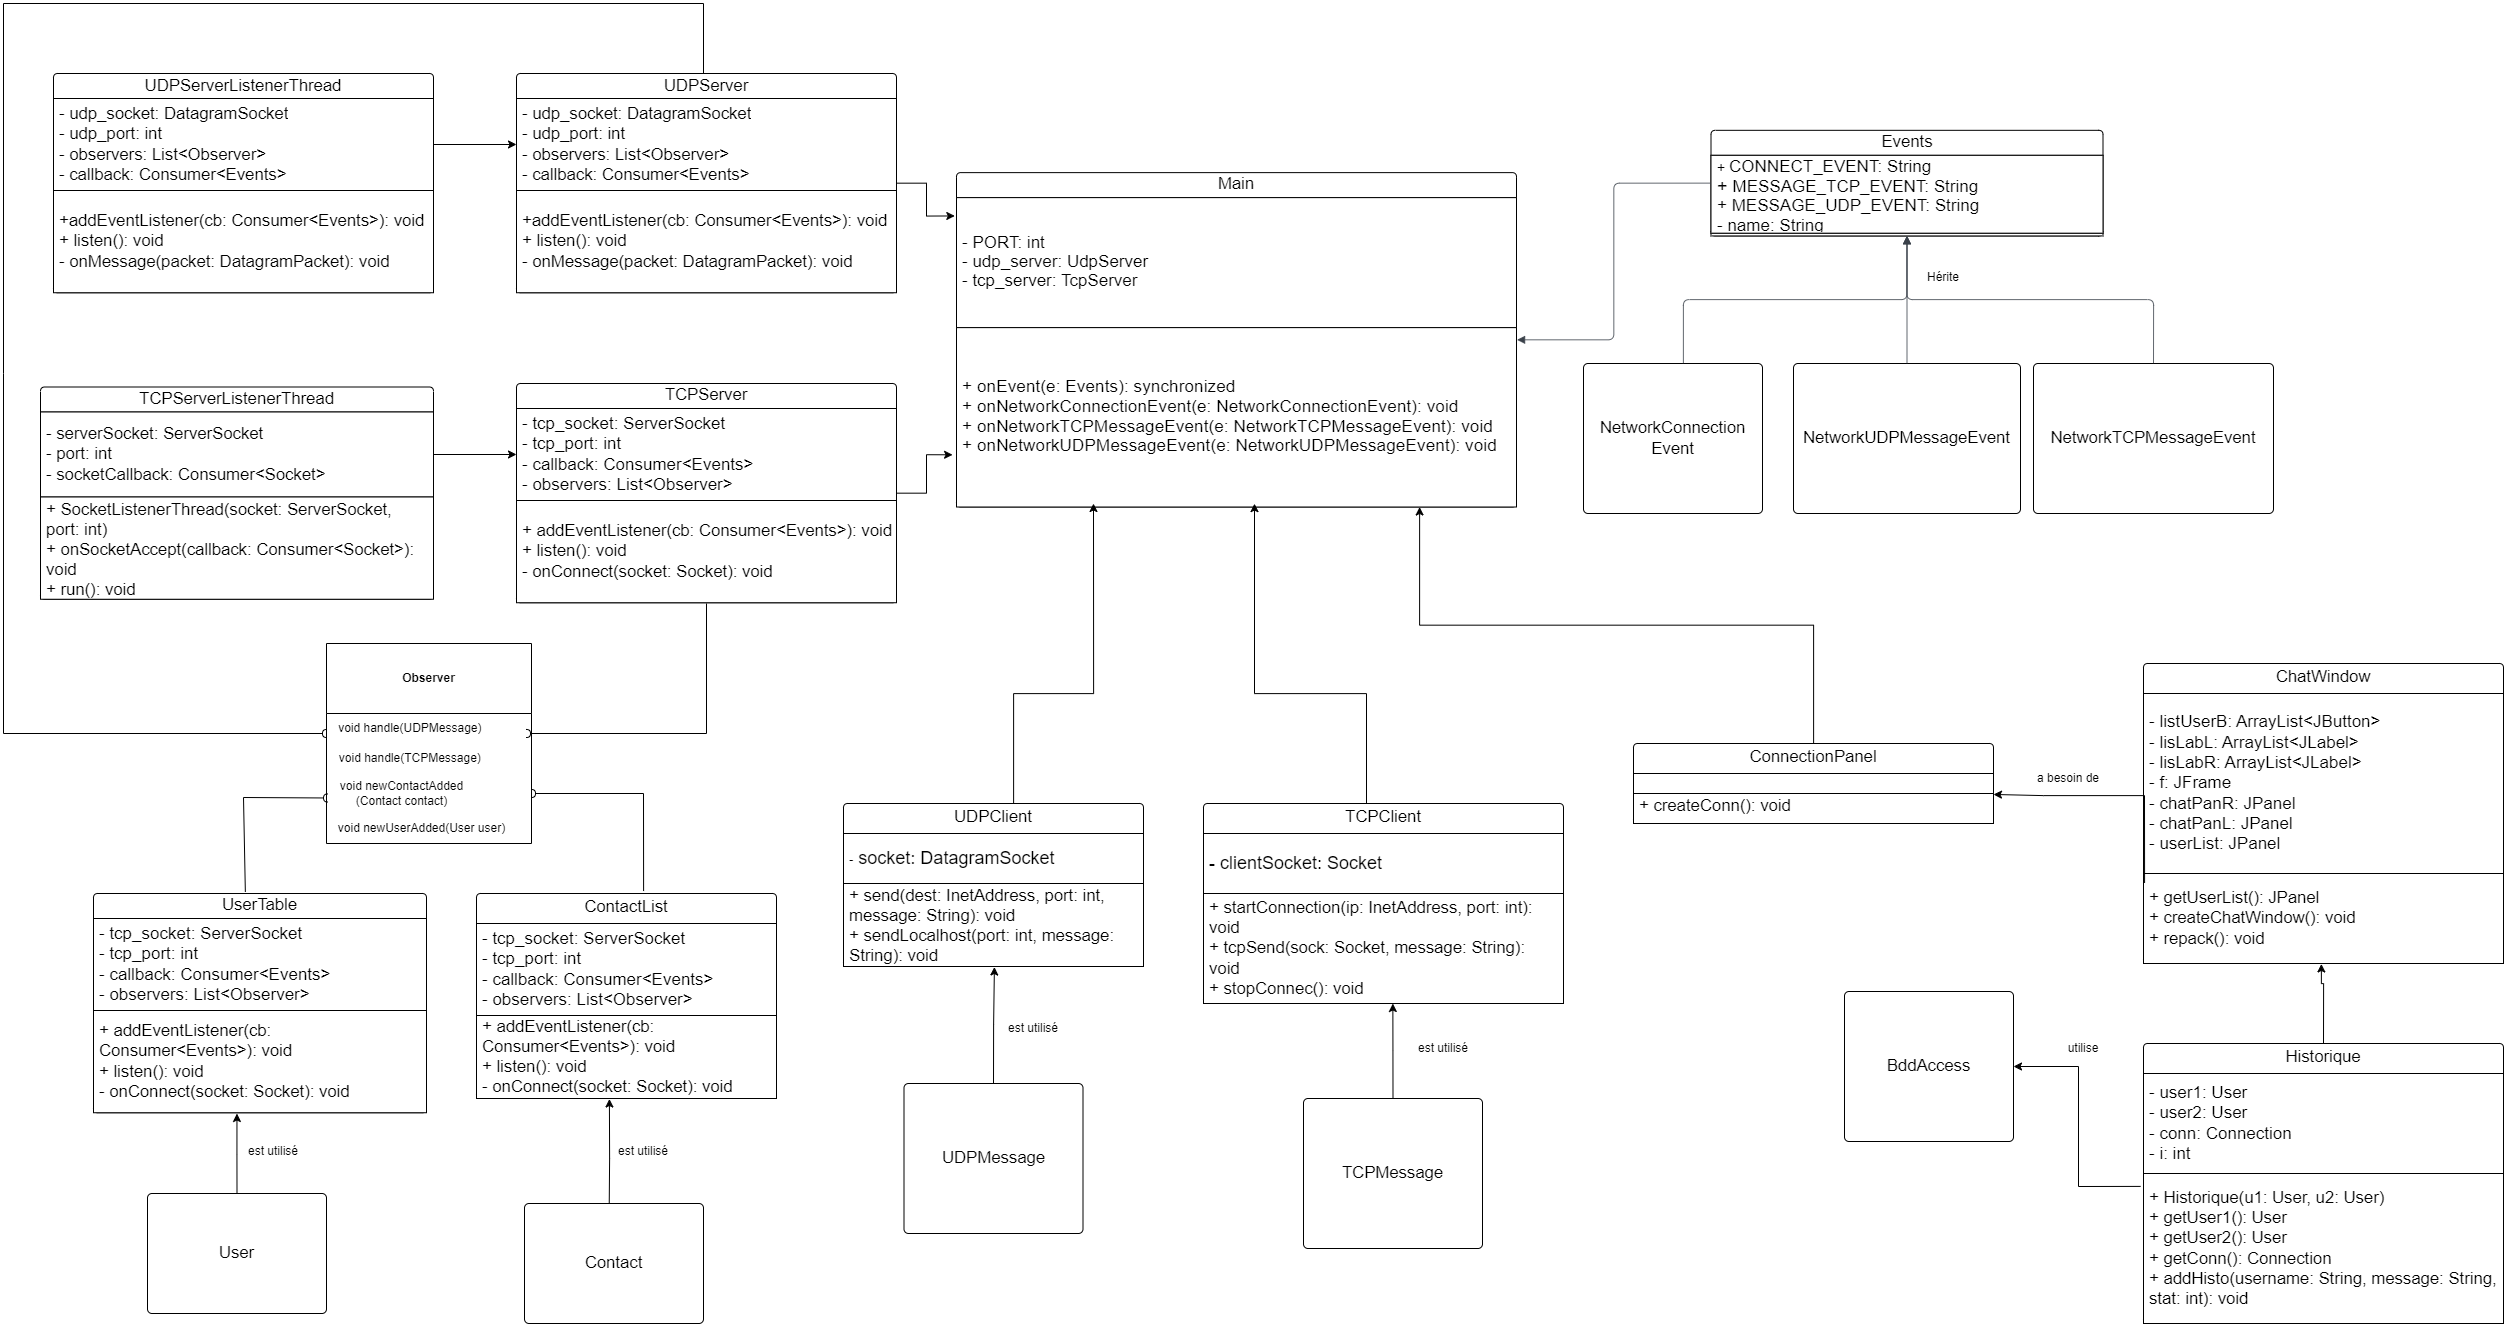 UDPServerListenerThread
- udp_socket: DatagramSocket
- udp_port: int
- observers: List<Observer>
- callback: Consumer<Events>
+addEventListener(cb: Consumer<Events>): void
+ listen(): void
- onMessage(packet: DatagramPacket): void
UDPServer
- udp_socket: DatagramSocket
- udp_port: int
- observers: List<Observer>
- callback: Consumer<Events>
+addEventListener(cb: Consumer<Events>): void
+ listen(): void
- onMessage(packet: DatagramPacket): void
Main
- PORT: int
- udp_server: UdpServer
- tcp_server: TcpServer
+ onEvent(e: Events): synchronized
+ onNetworkConnectionEvent(e: NetworkConnectionEvent): void
+ onNetworkTCPMessageEvent(e: NetworkTCPMessageEvent): void
+ onNetworkUDPMessageEvent(e: NetworkUDPMessageEvent): void
Events
+ CONNECT_EVENT: String
+ MESSAGE_TCP_EVENT: String
+ MESSAGE_UDP_EVENT: String
- name: String
Hérite
NetworkConnection
Event
NetworkUDPMessageEvent
NetworkTCPMessageEvent
TCPServerListenerThread
- serverSocket: ServerSocket
- port: int
- socketCallback: Consumer<Socket>
+ SocketListenerThread(socket: ServerSocket,
port: int)
+ onSocketAccept(callback: Consumer<Socket>):
void
+ run(): void
TCPServer
- tcp_socket: ServerSocket
- tcp_port: int
- callback: Consumer<Events>
- observers: List<Observer>
+ addEventListener(cb: Consumer<Events>): void
+ listen(): void
- onConnect(socket: Socket): void
Observer
void handle(UDPMessage)
void handle(TCPMessage)
void newContactAdded
(Contact contact)
void newUserAdded(User user)
UserTable
- tcp_socket: ServerSocket
- tcp_port: int
- callback: Consumer<Events>
- observers: List<Observer>
+ addEventListener(cb:
Consumer<Events>): void
+ listen(): void
- onConnect(socket: Socket): void
est utilisé
User
ContactList
- tcp_socket: ServerSocket
- tcp_port: int
- callback: Consumer<Events>
- observers: List<Observer>
+ addEventListener(cb:
Consumer<Events>): void
+ listen(): void
- onConnect(socket: Socket): void
est utilisé
Contact
UDPClient
- socket: DatagramSocket
+ send(dest: InetAddress, port: int,
message: String): void
+ sendLocalhost(port: int, message:
String): void
est utilisé
UDPMessage
TCPClient
- clientSocket: Socket
+ startConnection(ip: InetAddress, port: int):
void
+ tcpSend(sock: Socket, message: String):
void
+ stopConnec(): void
est utilisé
TCPMessage
ConnectionPanel
+ createConn(): void
a besoin de
ChatWindow
- listUserB: ArrayList<JButton>
- lisLabL: ArrayList<JLabel>
- lisLabR: ArrayList<JLabel>
- f: JFrame
- chatPanR: JPanel
- chatPanL: JPanel
- userList: JPanel
+ getUserList(): JPanel
+ createChatWindow(): void
+ repack(): void
BddAccess
utilise
Historique
- user1: User
- user2: User
- conn: Connection
- i: int
+ Historique(u1: User, u2: User)
+ getUser1(): User
+ getUser2(): User
+ getConn(): Connection
+ addHisto(username: String, message: String,
stat: int): void